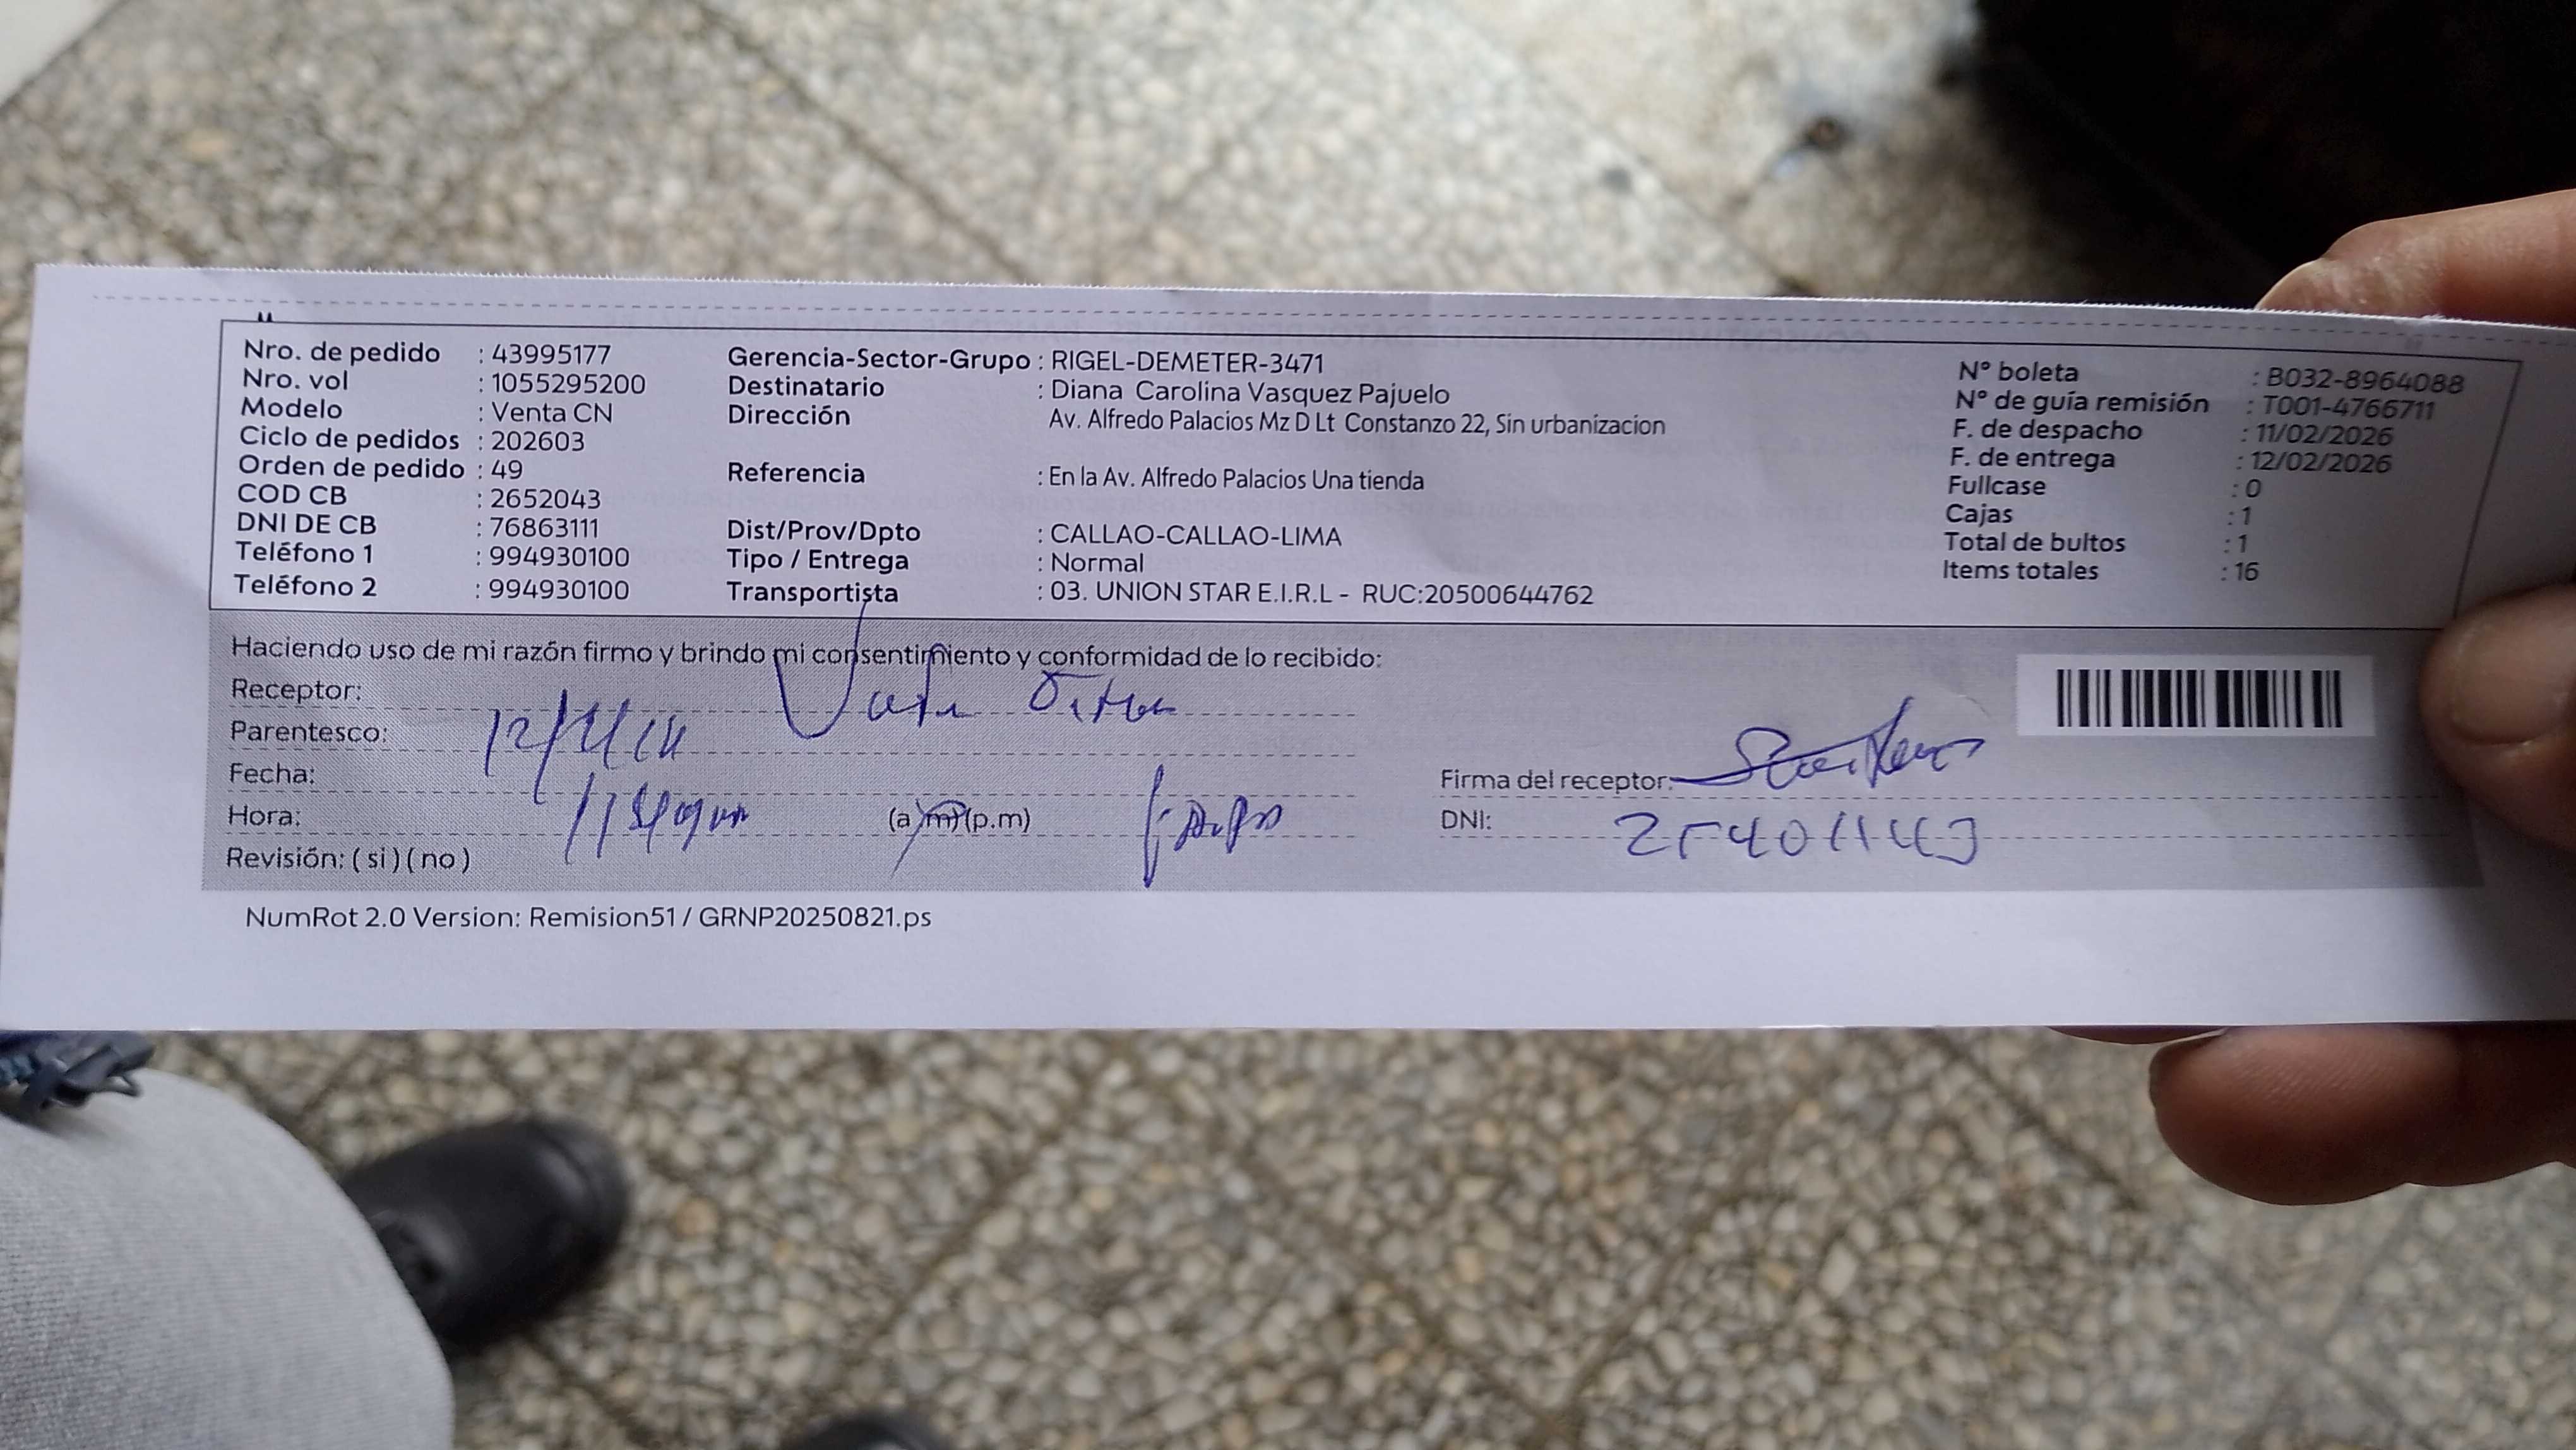 Nro. de pedido : 43995177
Nro. vol : 1055295200
Modelo : Venta CN
Ciclo de pedidos : 202603
Orden de pedido : 49
COD CB : 2652043
DNI DE CB : 76863111
Teléfono 1 : 994930100
Teléfono 2 : 994930100
Gerencia-Sector-Grupo : RIGEL-DEMETER-3471
Destinatario : Diana Carolina Vasquez Pajuelo
Dirección Av. Alfredo Palacios Mz D Lt Constanzo 22, Sin urbanizacion
Referencia : En la Av. Alfredo Palacios Una tienda
Dist/Prov/Dpto : CALLAO-CALLAO-LIMA
Tipo / Entrega : Normal
Transportista : 03. UNION STAR E.I.R.L - RUC:20500644762
N° boleta : B032-8964088
N° de guía remisión : T001-4766711
F. de despacho : 11/02/2026
F. de entrega : 12/02/2026
Fullcase : 0
Cajas : 1
Total de bultos : 1
Items totales : 16
Haciendo uso de mi razón firmo y brindo mi consentimiento y conformidad de lo recibido:
Receptor:
Parentesco:
Fecha:
Hora: (a.m) (p.m)
Revisión: ( si ) ( no )
Firma del receptor:
DNI:
NumRot 2.0 Version: Remision51 / GRNP20250821.ps